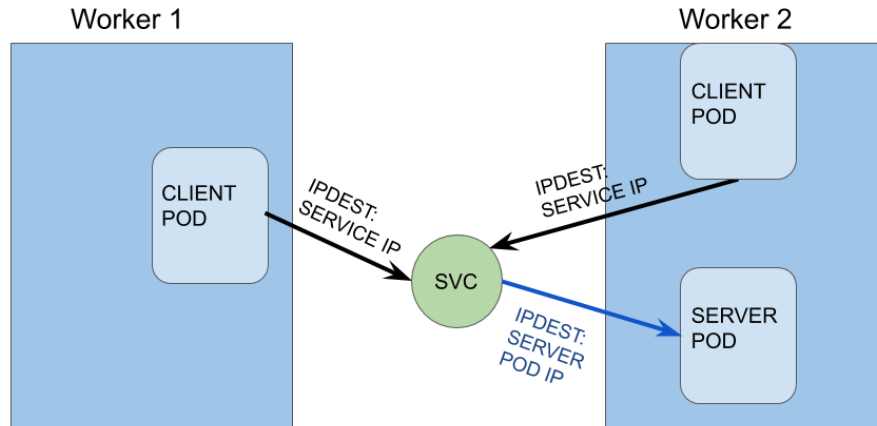 Worker 1
Worker 2
CLIENT
POD
CLIENT
POD
IPDEST:
SERVICE IP
IPDEST:
SERVICE IP
SVC
IPDEST:
SERVER
POD IP
SERVER
POD